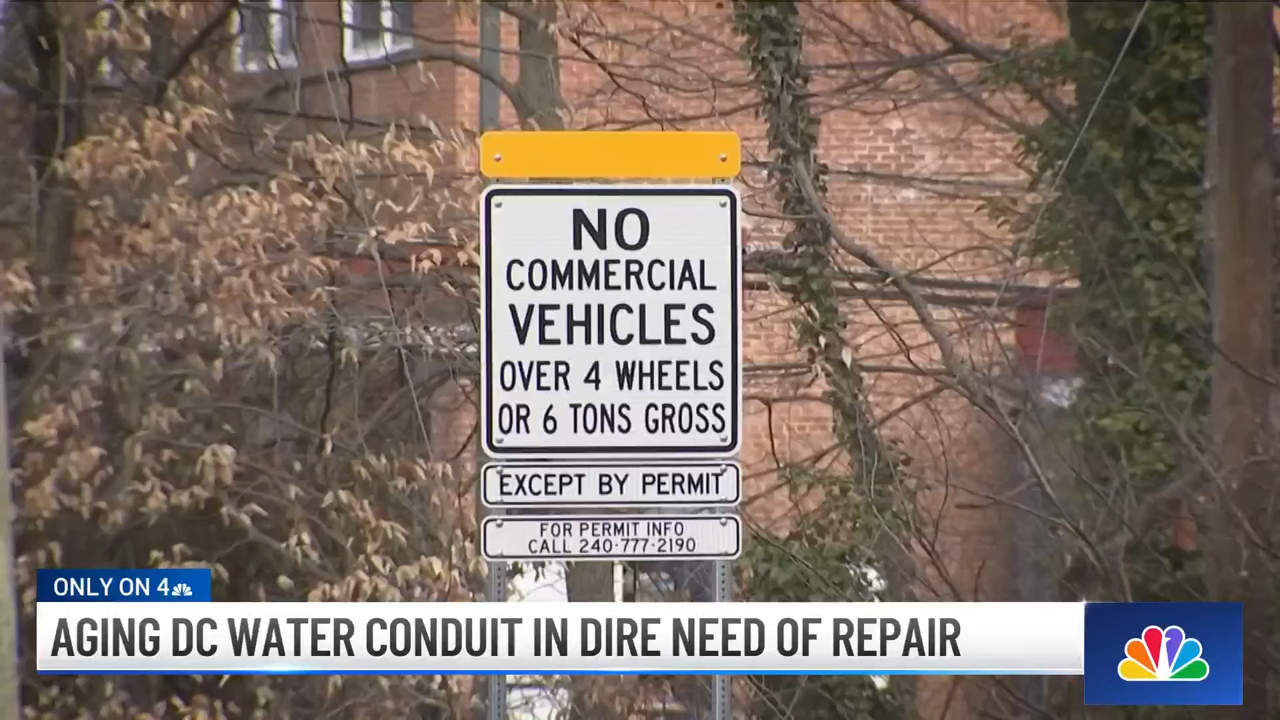 NO
COMMERCIAL
VEHICLES
OVER 4 WHEELS
OR 6 TONS GROSS
EXCEPT BY PERMIT
FOR PERMIT INFO
CALL 240-777-2190
ONLY ON 4
AGING DC WATER CONDUIT IN DIRE NEED OF REPAIR